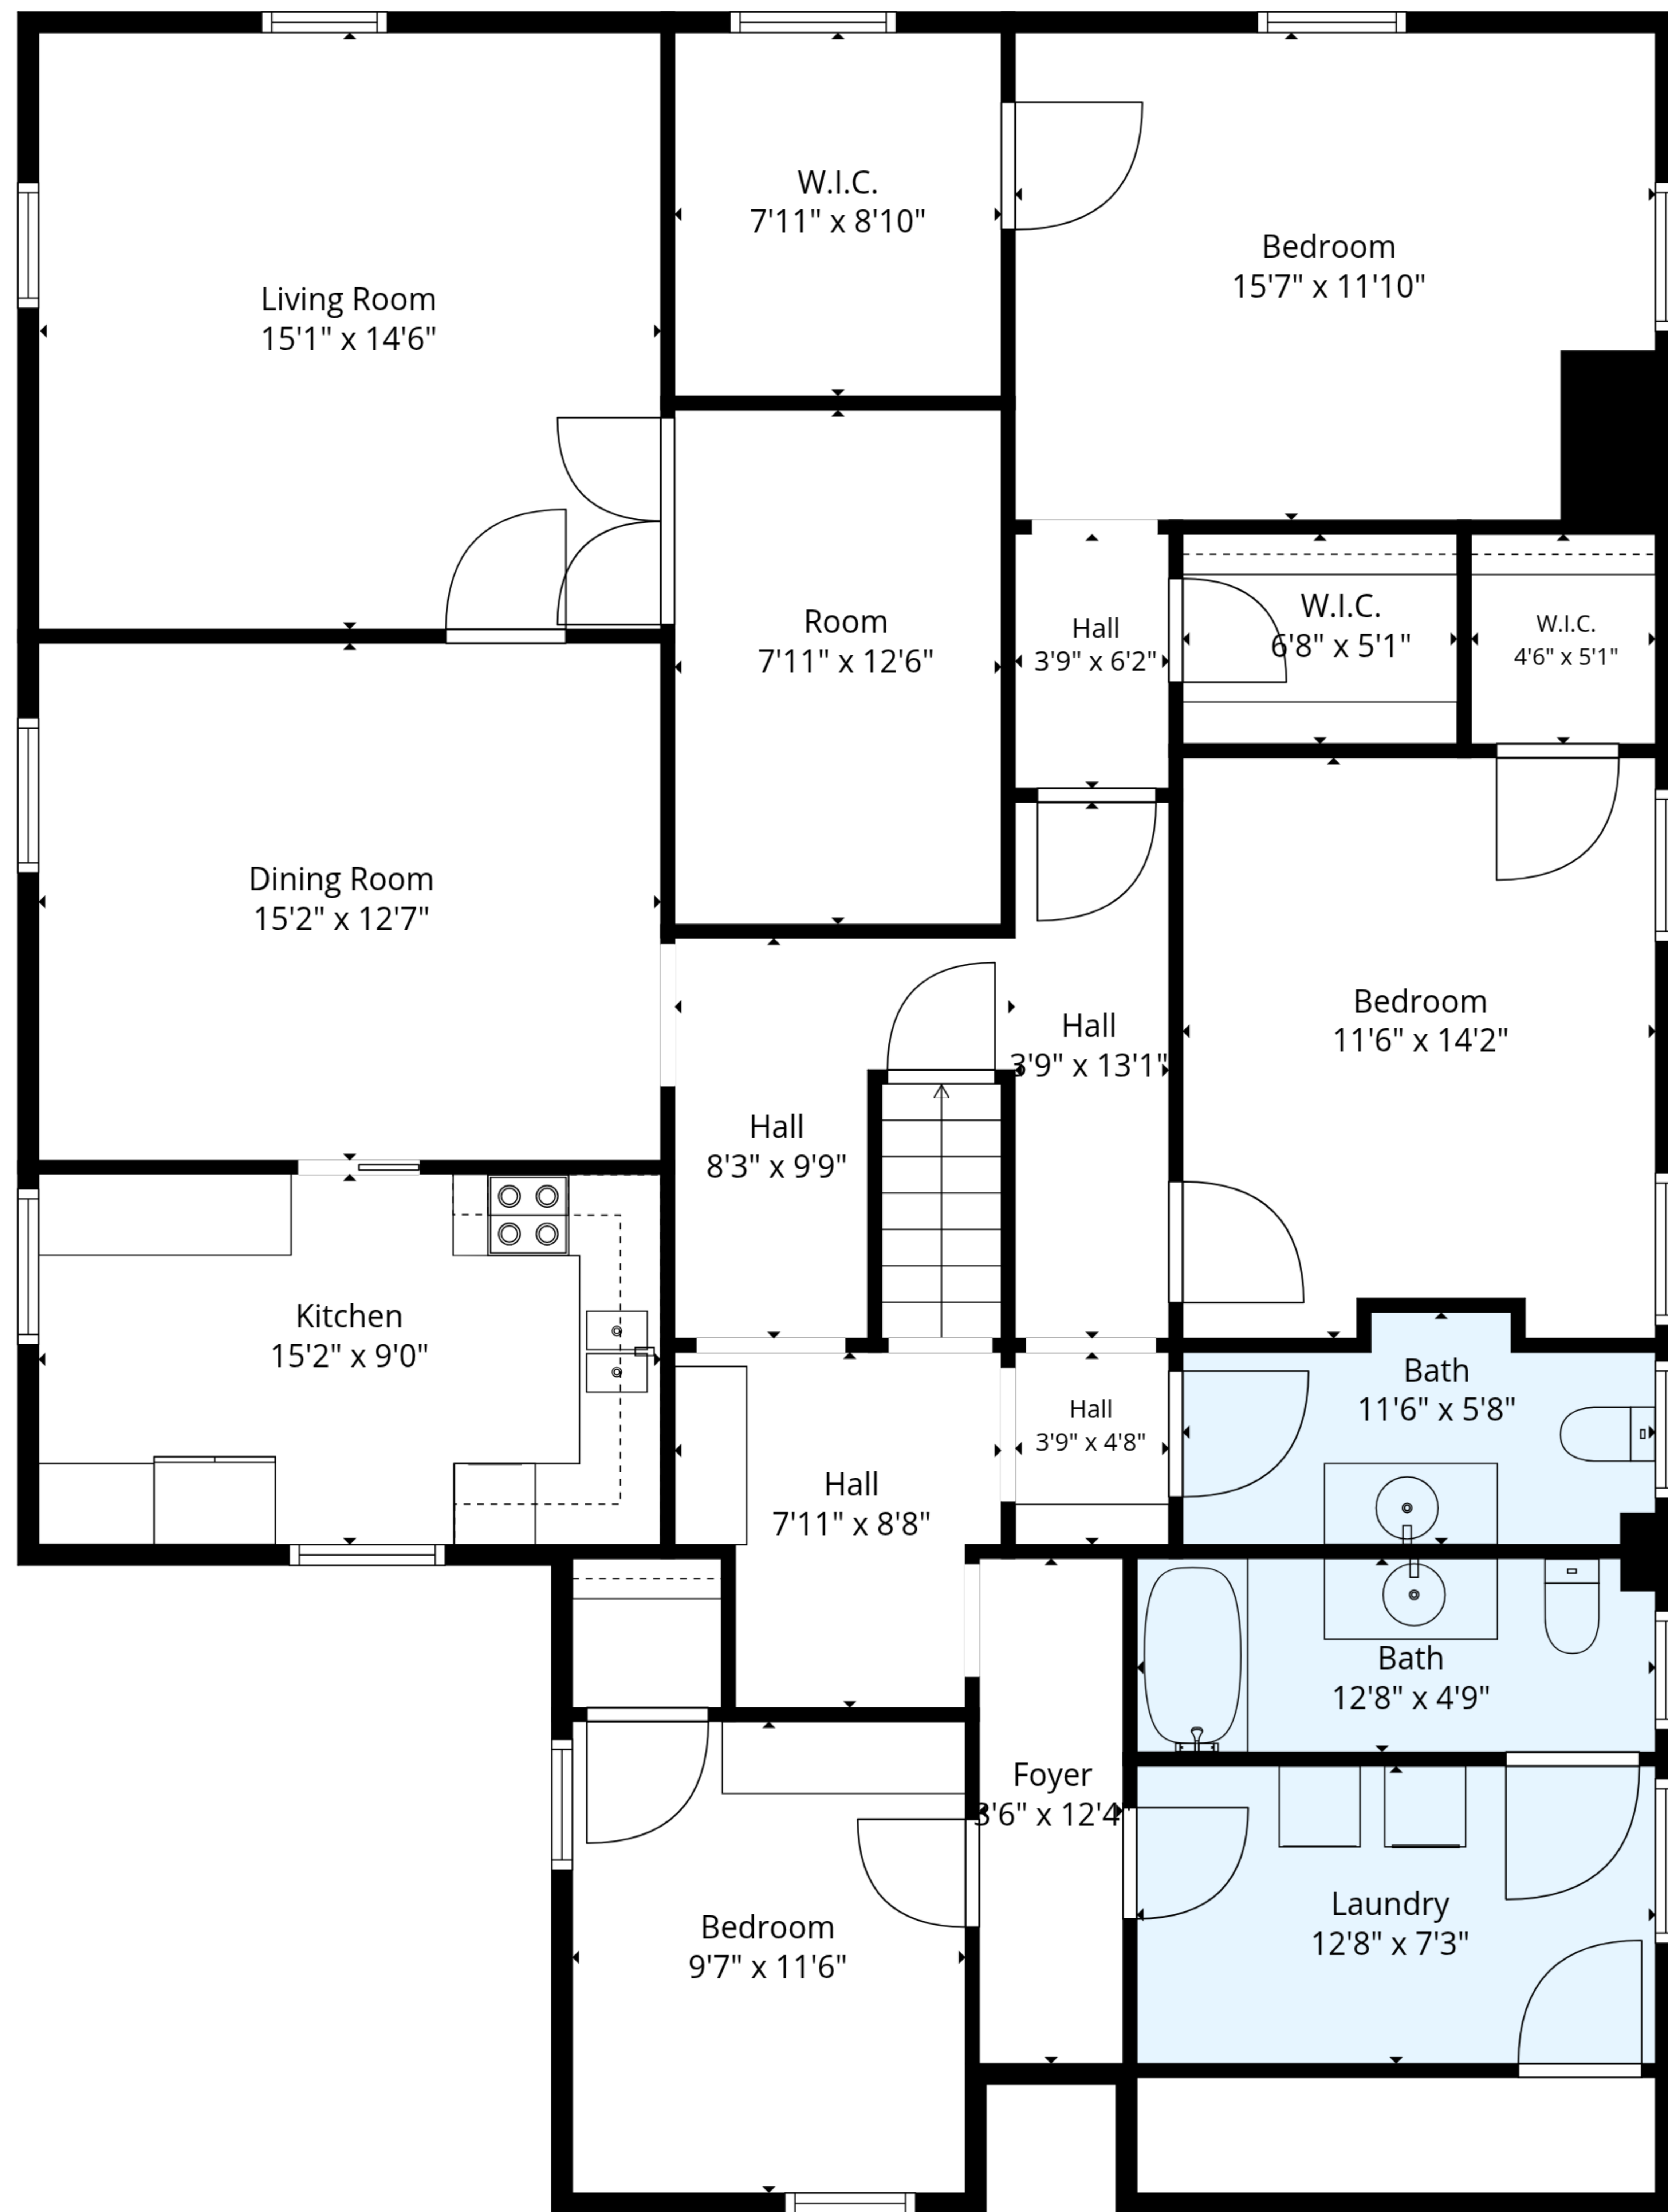 W.I.C.
7'11" x 8'10"
Bedroom
15'7" x 11'10"
Living Room
15'1" x 14'6"
Room
7'11" x 12'6"
Hall
3'9" x 6'2"
W.I.C.
6'8" x 5'1"
W.I.C.
4'6" x 5'1"
Dining Room
15'2" x 12'7"
Bedroom
11'6" x 14'2"
Hall
3'9" x 13'1"
Hall
8'3" x 9'9"
Kitchen
15'2" x 9'0"
Bath
11'6" x 5'8"
Hall
3'9" x 4'8"
Hall
7'11" x 8'8"
Bath
12'8" x 4'9"
Foyer
3'6" x 12'4"
Laundry
12'8" x 7'3"
Bedroom
9'7" x 11'6"